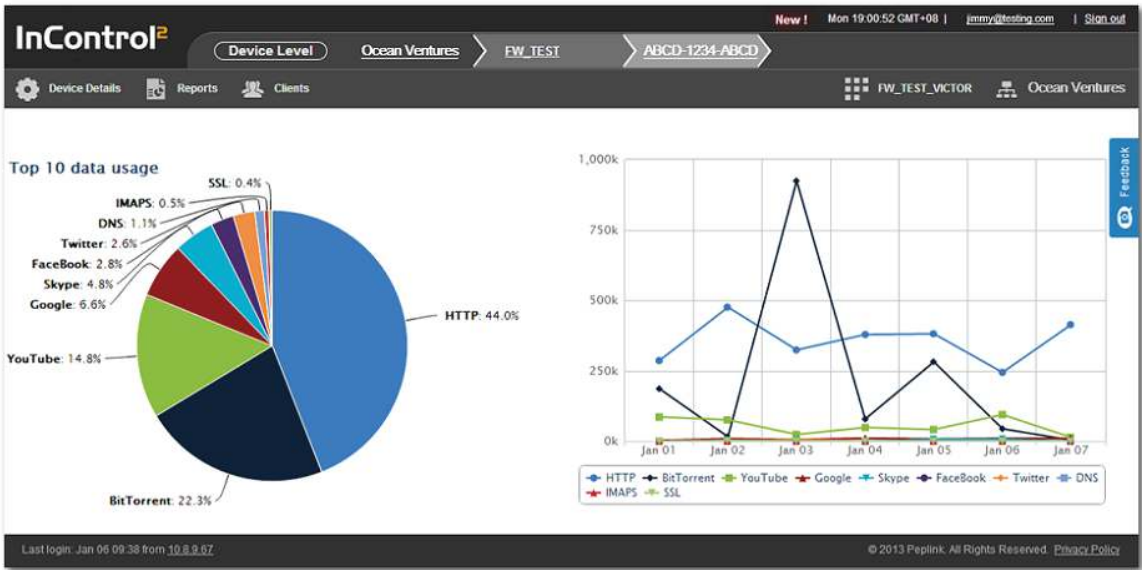 New ! Mon 19:00:52 GMT+08 | jimmy@testing.com | Sign out
InControl²
Device Level Ocean Ventures FW_TEST ABCD-1234-ABCD
Device Details Reports Clients FW_TEST_VICTOR Ocean Ventures
Top 10 data usage
SSL: 0.4%
IMAPS: 0.5%
DNS: 1.1%
Twitter: 2.6%
FaceBook: 2.8%
Skype: 4.8%
Google: 6.6%
HTTP: 44.0%
YouTube: 14.8%
BitTorrent: 22.3%
1,000k
750k
500k
250k
0k
Jan 01 Jan 02 Jan 03 Jan 04 Jan 05 Jan 06 Jan 07
HTTP BitTorrent YouTube Google Skype FaceBook Twitter DNS
IMAPS SSL
Feedback
Last login: Jan 06 09:38 from 10.8.9.67 © 2013 Peplink. All Rights Reserved. Privacy Policy